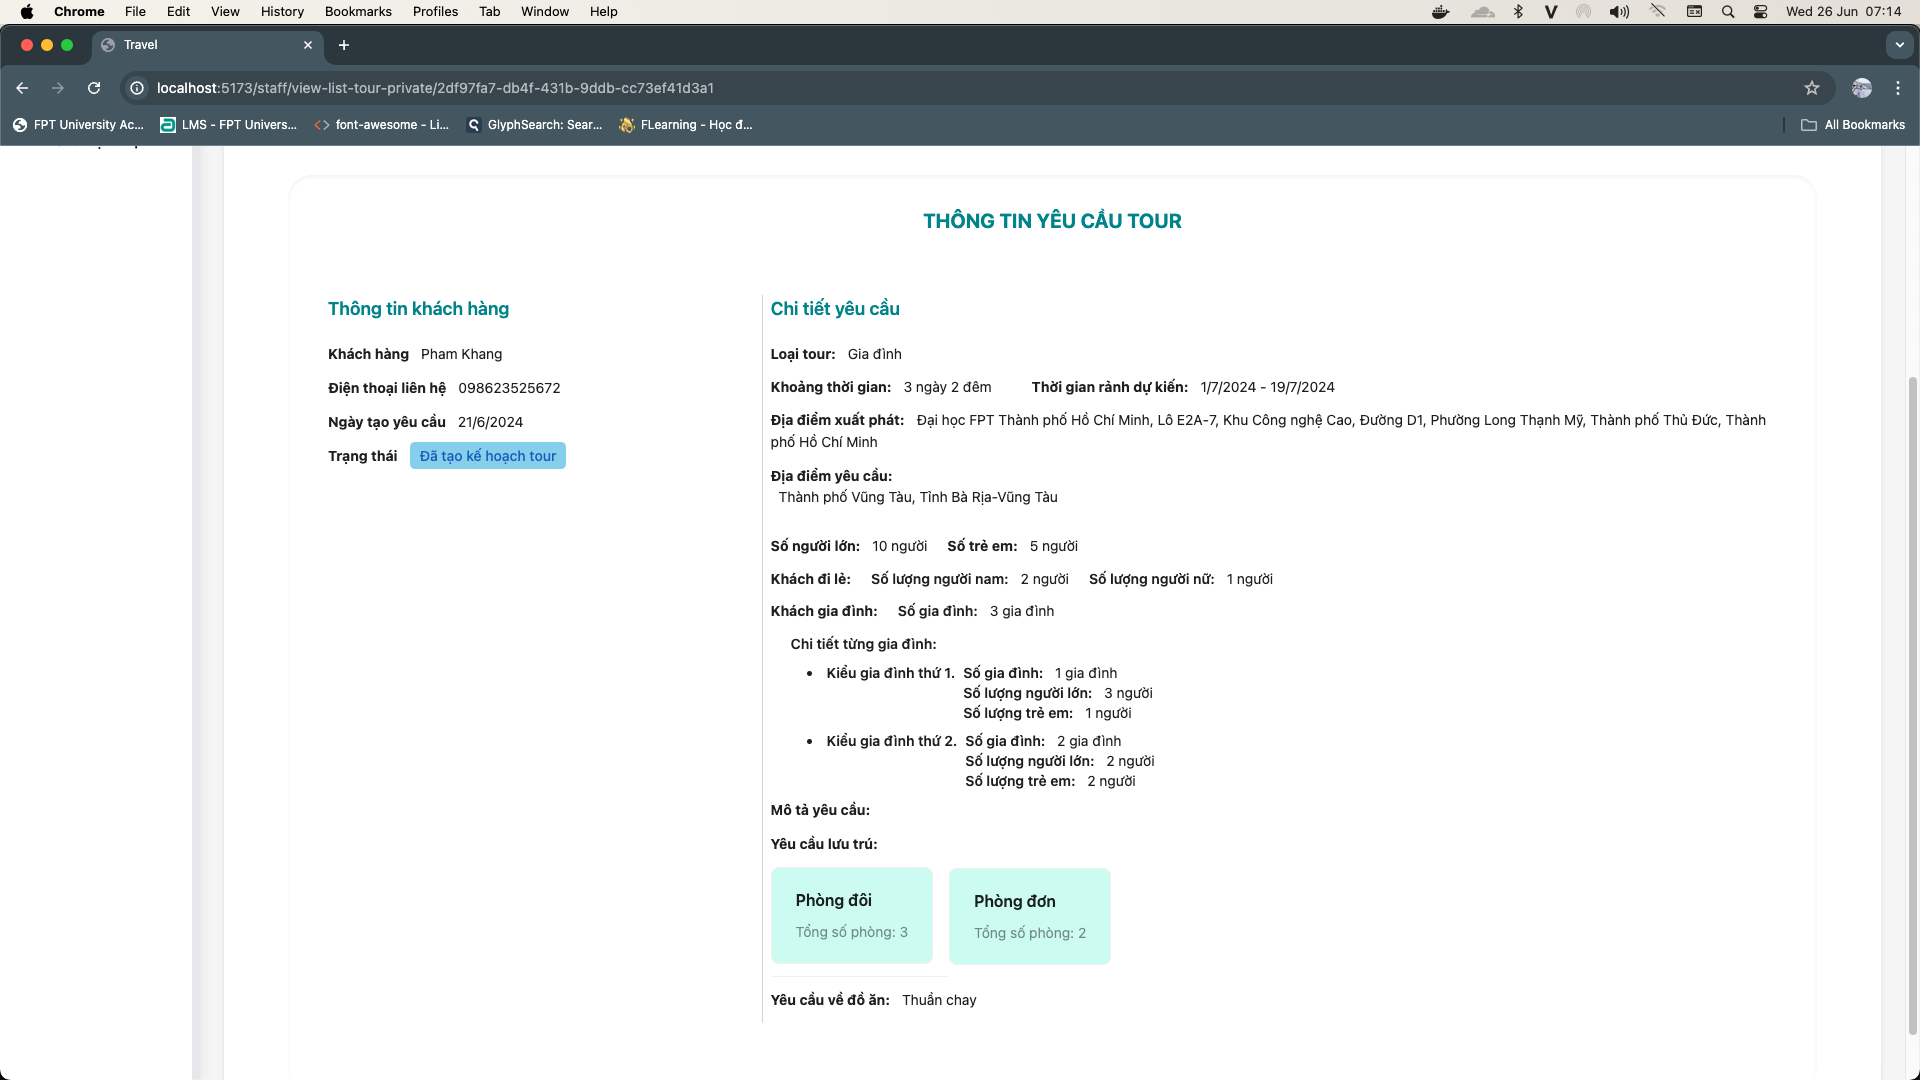 Chrome File Edit View History Bookmarks Profiles Tab Window Help Wed 26 Jun 07:14
Travel
localhost:5173/staff/view-list-tour-private/2df97fa7-db4f-431b-9ddb-cc73ef41d3a1
FPT University Ac... LMS - FPT Univers... font-awesome - Li... GlyphSearch: Sear... FLearning - Học đ... All Bookmarks
THÔNG TIN YÊU CẦU TOUR
Thông tin khách hàng
Khách hàng Pham Khang
Điện thoại liên hệ 098623525672
Ngày tạo yêu cầu 21/6/2024
Trạng thái Đã tạo kế hoạch tour
Chi tiết yêu cầu
Loại tour: Gia đình
Khoảng thời gian: 3 ngày 2 đêm Thời gian rảnh dự kiến: 1/7/2024 - 19/7/2024
Địa điểm xuất phát: Đại học FPT Thành phố Hồ Chí Minh, Lô E2A-7, Khu Công nghệ Cao, Đường D1, Phường Long Thạnh Mỹ, Thành phố Thủ Đức, Thành
phố Hồ Chí Minh
Địa điểm yêu cầu:
Thành phố Vũng Tàu, Tỉnh Bà Rịa-Vũng Tàu
Số người lớn: 10 người Số trẻ em: 5 người
Khách đi lẻ: Số lượng người nam: 2 người Số lượng người nữ: 1 người
Khách gia đình: Số gia đình: 3 gia đình
Chi tiết từng gia đình:
• Kiểu gia đình thứ 1. Số gia đình: 1 gia đình
Số lượng người lớn: 3 người
Số lượng trẻ em: 1 người
• Kiểu gia đình thứ 2. Số gia đình: 2 gia đình
Số lượng người lớn: 2 người
Số lượng trẻ em: 2 người
Mô tả yêu cầu:
Yêu cầu lưu trú:
Phòng đôi
Tổng số phòng: 3
Phòng đơn
Tổng số phòng: 2
Yêu cầu về đồ ăn: Thuần chay